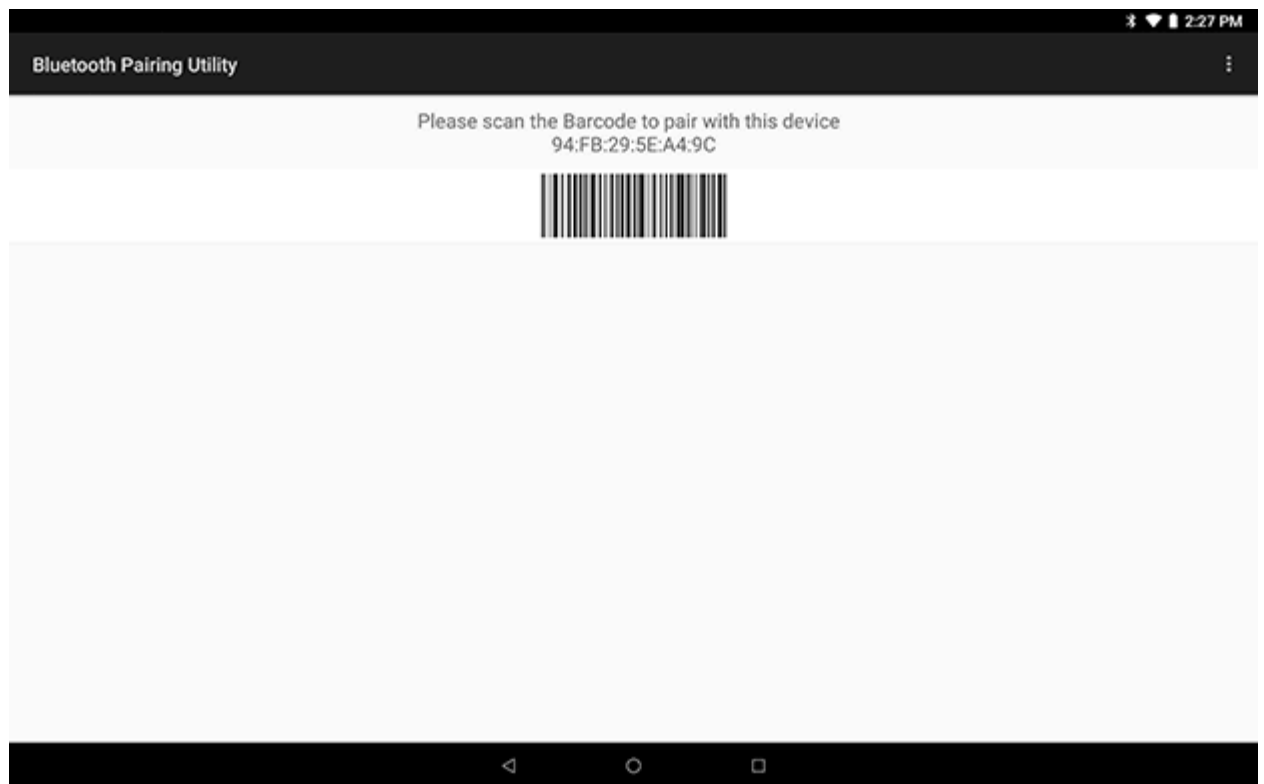 2:27 PM
Bluetooth Pairing Utility
Please scan the Barcode to pair with this device
94:FB:29:5E:A4:9C